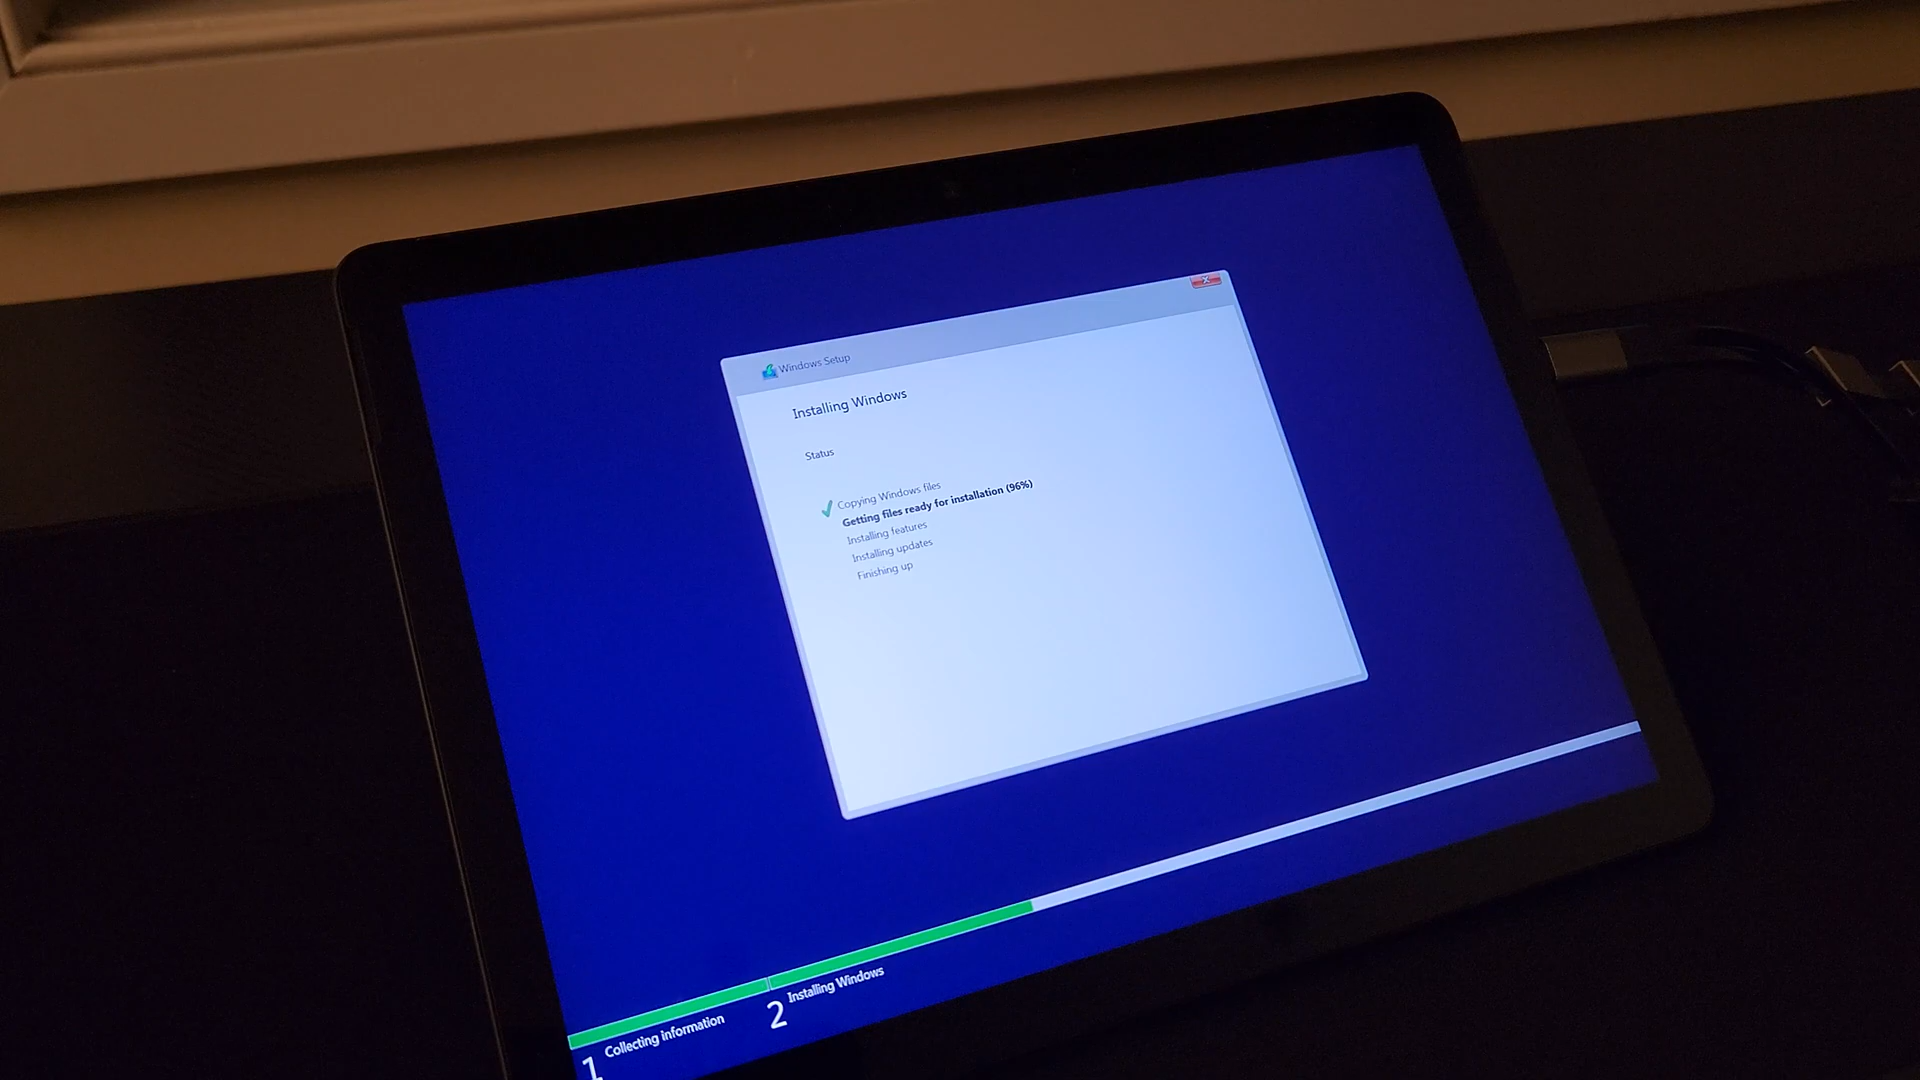 Windows Setup
Installing Windows
Status
Copying Windows files
Getting files ready for installation (96%)
Installing features
Installing updates
Finishing up
1 Collecting information
2 Installing Windows